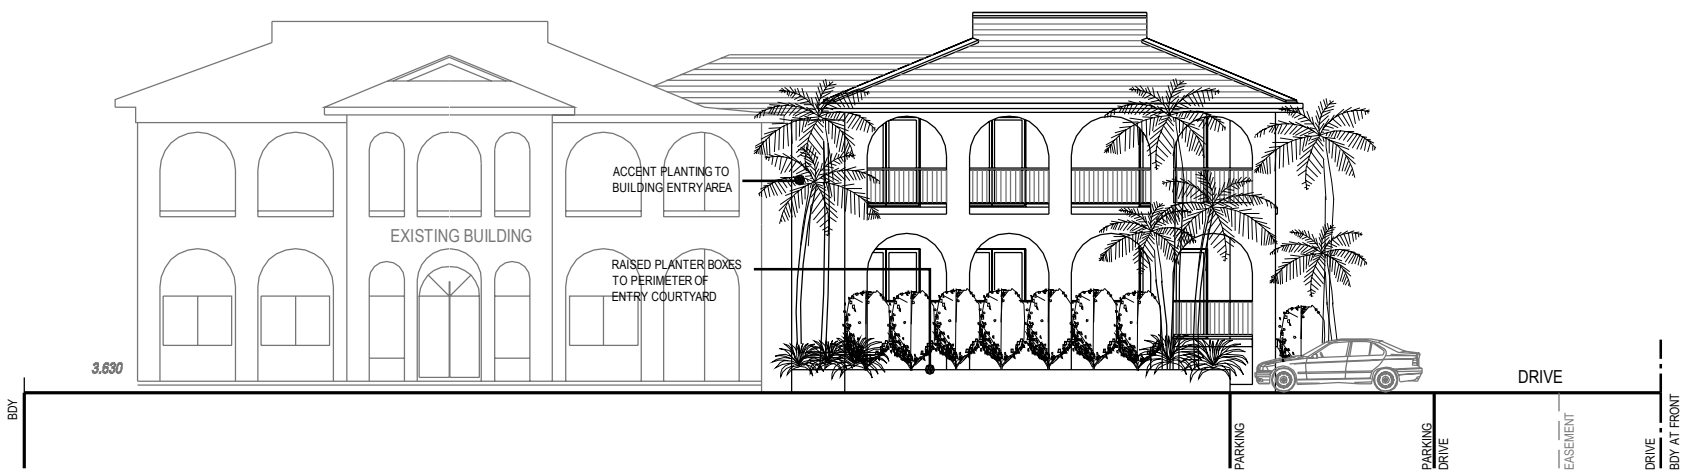 ACCENT PLANTING TO
BUILDING ENTRY AREA
EXISTING BUILDING
RAISED PLANTER BOXES
TO PERIMETER OF
ENTRY COURTYARD
3.630
DRIVE
BDY
PARKING
PARKING
DRIVE
EASEMENT
DRIVE
BDY AT FRONT